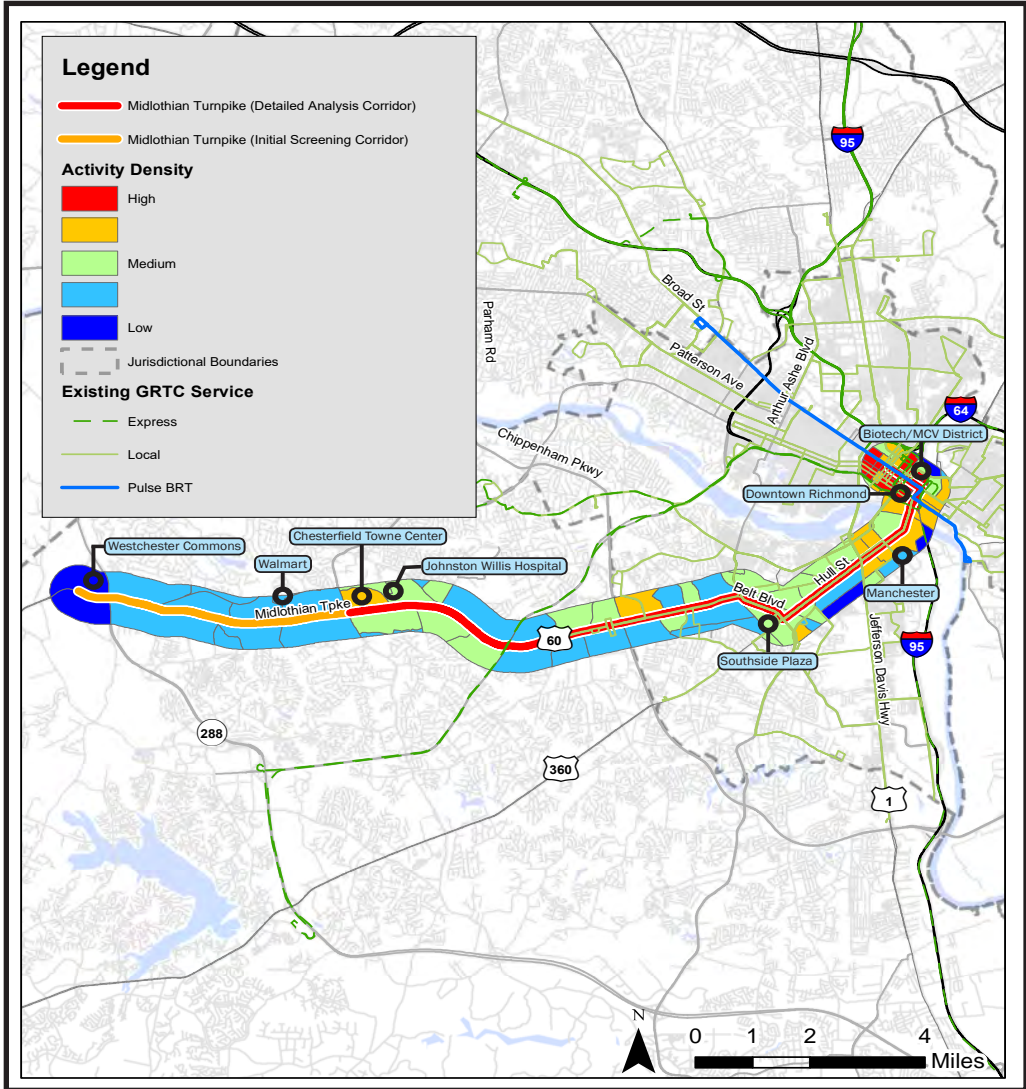 Legend
Midlothian Turnpike (Detailed Analysis Corridor)
Midlothian Turnpike (Initial Screening Corridor)
Activity Density
High
Medium
Low
Jurisdictional Boundaries
Existing GRTC Service
Express
Local
Pulse BRT
95
Broad St
Parham Rd
Patterson Ave
Arthur Ashe Blvd
64
Chippenham Pkwy
Biotech/MCV District
Downtown Richmond
Westchester Commons
Chesterfield Towne Center
Walmart
Johnston Willis Hospital
Hull St
Manchester
Midlothian Tpke
Belt Blvd
60
95
Southside Plaza
Jefferson Davis Hwy
288
360
1
N
0 1 2 4
Miles